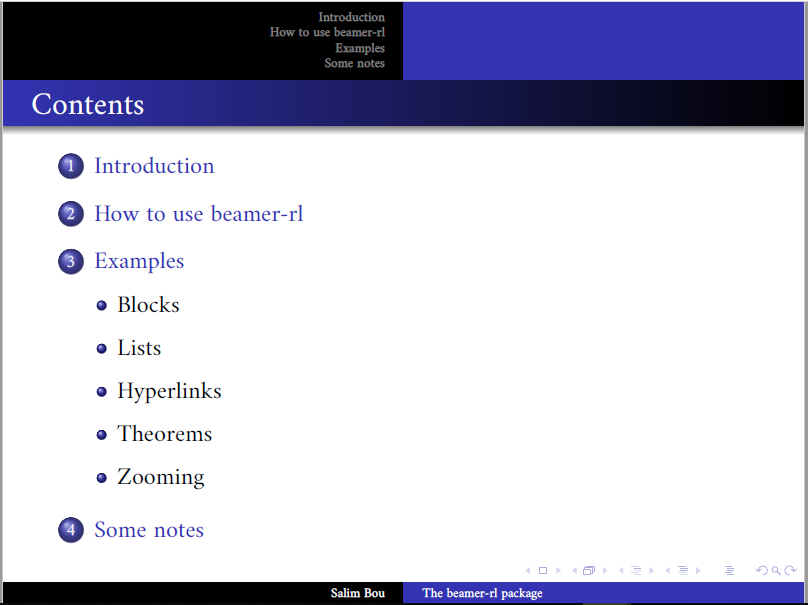 Introduction
How to use beamer-rl
Examples
Some notes
Contents
1 Introduction
2 How to use beamer-rl
3 Examples
Blocks
Lists
Hyperlinks
Theorems
Zooming
4 Some notes
Salim Bou The beamer-rl package